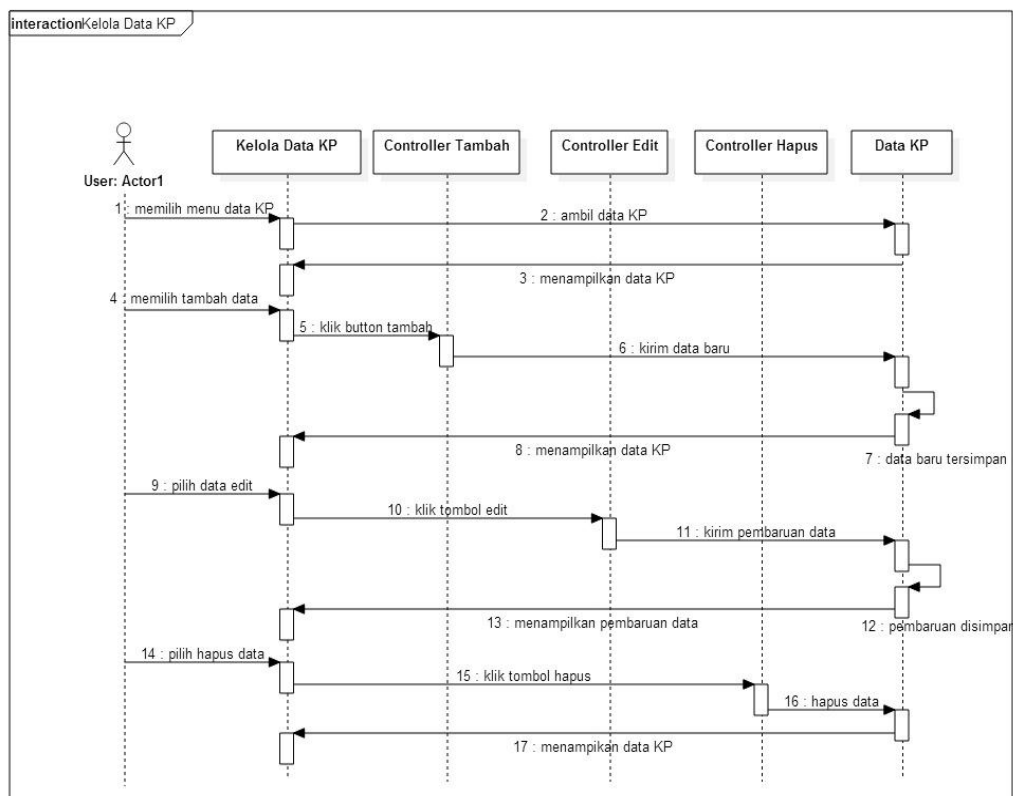 interactionKelola Data KP
Kelola Data KP
Controller Tambah
Controller Edit
Controller Hapus
Data KP
User: Actor1
1 : memilih menu data KP
2 : ambil data KP
3 : menampilkan data KP
4 : memilih tambah data
5 : klik button tambah
6 : kirim data baru
8 : menampilkan data KP
7 : data baru tersimpan
9 : pilih data edit
10 : klik tombol edit
11 : kirim pembaruan data
13 : menampilkan pembaruan data
12 : pembaruan disimpan
14 : pilih hapus data
15 : klik tombol hapus
16 : hapus data
17 : menampikan data KP